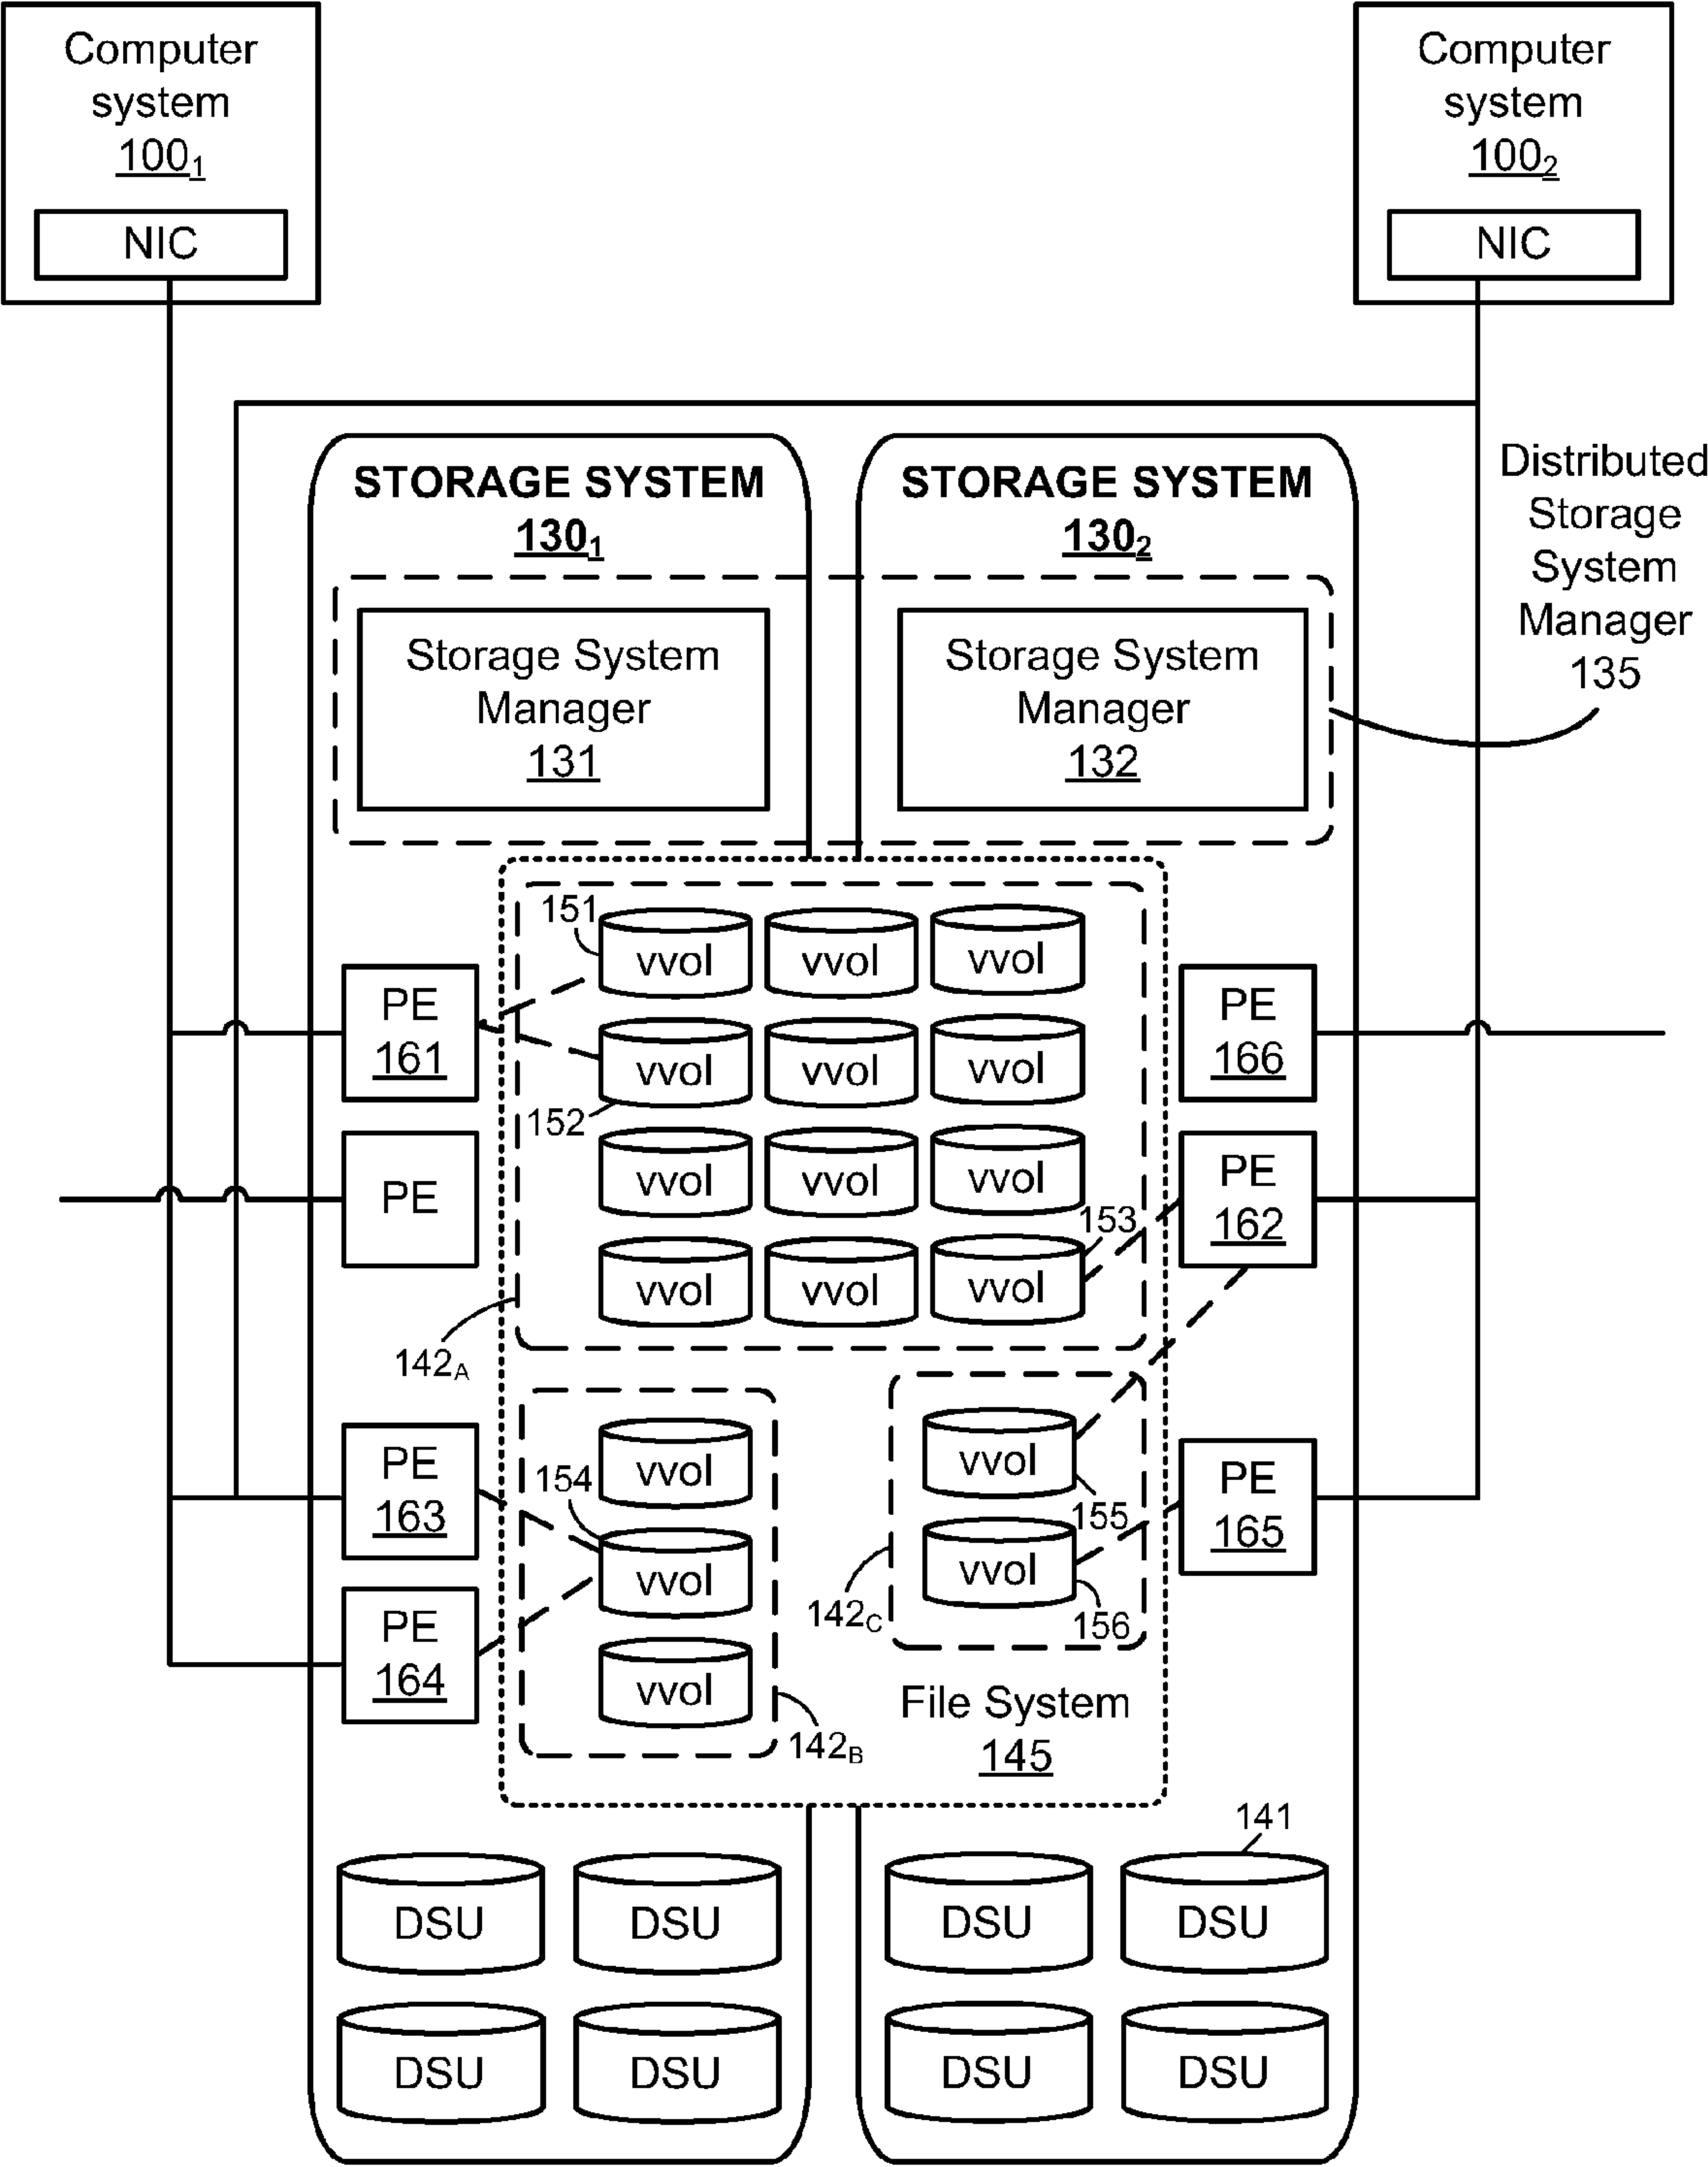 Computer
system
100₁
NIC
Computer
system
100₂
NIC
STORAGE SYSTEM
130₁
STORAGE SYSTEM
130₂
Distributed
Storage
System
Manager
135
Storage System
Manager
131
Storage System
Manager
132
151
vvol
vvol
vvol
PE
161
PE
166
vvol
vvol
vvol
152
PE
PE
162
vvol
vvol
vvol
153
vvol
vvol
vvol
142A
PE
163
154
vvol
vvol
155
PE
165
vvol
vvol
142C
156
PE
164
vvol
142B
File System
145
141
DSU
DSU
DSU
DSU
DSU
DSU
DSU
DSU